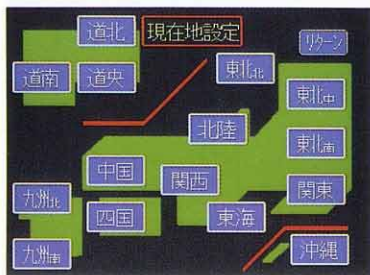 道北
現在地設定
リターン
道南
道央
東北北
東北中
北陸
東北南
中国
関西
関東
九州北
四国
東海
九州南
沖縄